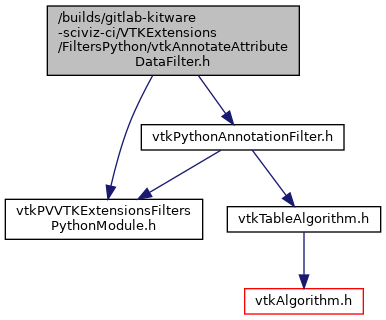 /builds/gitlab-kitware
-sciviz-ci/VTKExtensions
/FiltersPython/vtkAnnotateAttribute
DataFilter.h
vtkPythonAnnotationFilter.h
vtkPVVTKExtensionsFilters
PythonModule.h
vtkTableAlgorithm.h
vtkAlgorithm.h